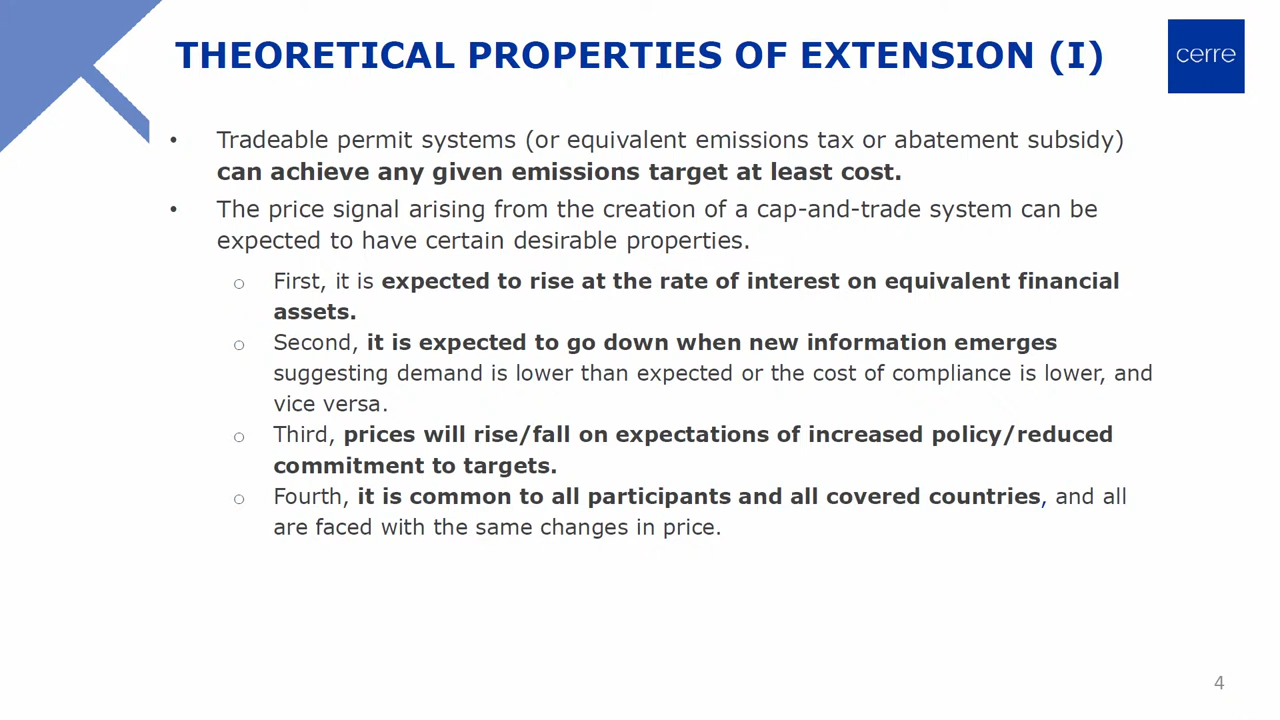 THEORETICAL PROPERTIES OF EXTENSION (I)
cerre
• Tradeable permit systems (or equivalent emissions tax or abatement subsidy)
can achieve any given emissions target at least cost.
• The price signal arising from the creation of a cap-and-trade system can be
expected to have certain desirable properties.
○ First, it is expected to rise at the rate of interest on equivalent financial
assets.
○ Second, it is expected to go down when new information emerges
suggesting demand is lower than expected or the cost of compliance is lower, and
vice versa.
○ Third, prices will rise/fall on expectations of increased policy/reduced
commitment to targets.
○ Fourth, it is common to all participants and all covered countries, and all
are faced with the same changes in price.
4